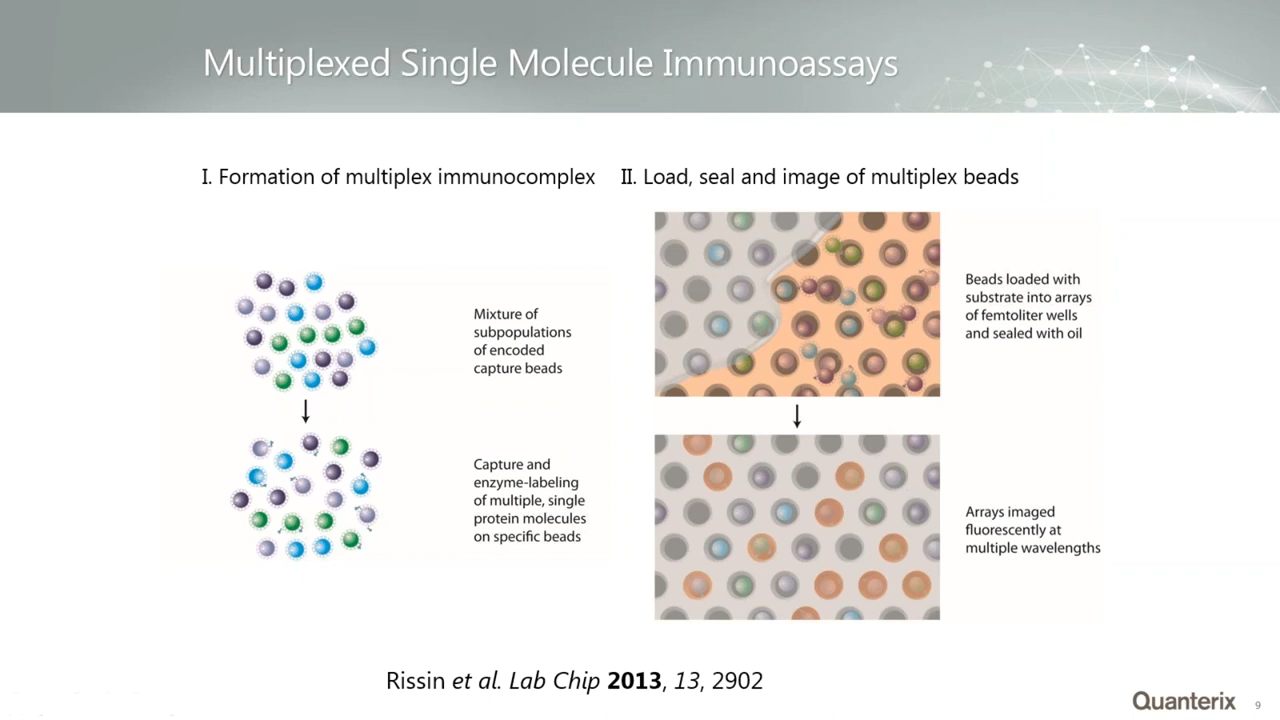 Multiplexed Single Molecule Immunoassays
I. Formation of multiplex immunocomplex
Mixture of
subpopulations
of encoded
capture beads
Capture and
enzyme-labeling
of multiple, single
protein molecules
on specific beads
II. Load, seal and image of multiplex beads
Beads loaded with
substrate into arrays
of femtoliter wells
and sealed with oil
Arrays imaged
fluorescently at
multiple wavelengths
Rissin et al. Lab Chip 2013, 13, 2902
Quanterix
9